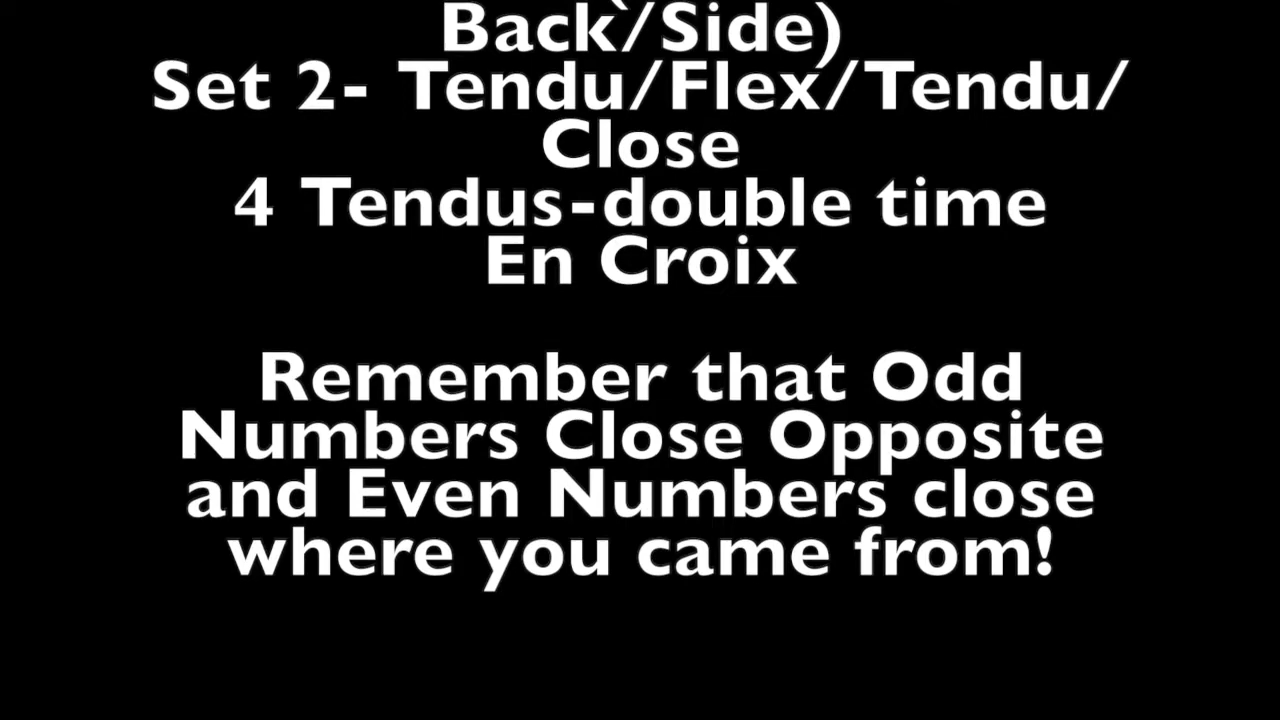 Back/Side)
Set 2- Tendu/Flex/Tendu/
Close
4 Tendus-double time
En Croix
Remember that Odd
Numbers Close Opposite
and Even Numbers close
where you came from!